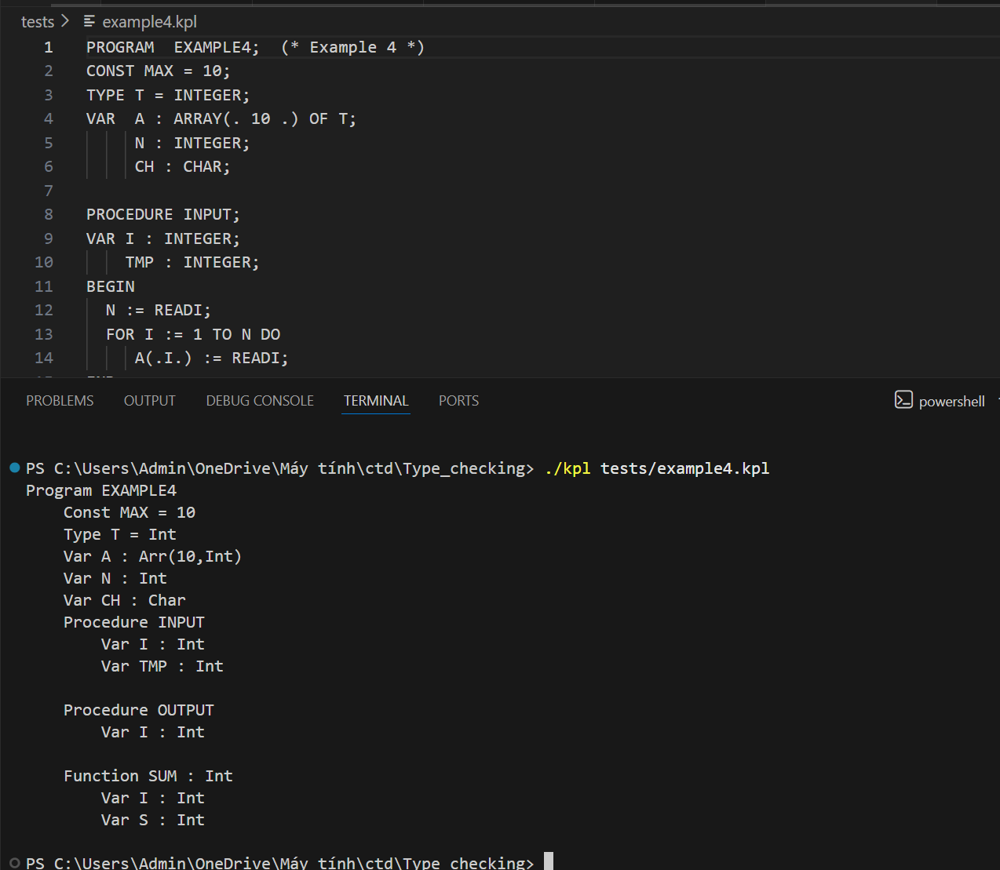 tests > example4.kpl
1 PROGRAM  EXAMPLE4;  (* Example 4 *)
2 CONST MAX = 10;
3 TYPE T = INTEGER;
4 VAR  A : ARRAY(. 10 .) OF T;
5      N : INTEGER;
6      CH : CHAR;
7
8 PROCEDURE INPUT;
9 VAR I : INTEGER;
10     TMP : INTEGER;
11 BEGIN
12   N := READI;
13   FOR I := 1 TO N DO
14      A(.I.) := READI;
PROBLEMS OUTPUT DEBUG CONSOLE TERMINAL PORTS powershell
PS C:\Users\Admin\OneDrive\Máy tính\ctd\Type_checking> ./kpl tests/example4.kpl
Program EXAMPLE4
    Const MAX = 10
    Type T = Int
    Var A : Arr(10,Int)
    Var N : Int
    Var CH : Char
    Procedure INPUT
        Var I : Int
        Var TMP : Int

    Procedure OUTPUT
        Var I : Int

    Function SUM : Int
        Var I : Int
        Var S : Int

PS C:\Users\Admin\OneDrive\Máy tính\ctd\Type_checking>